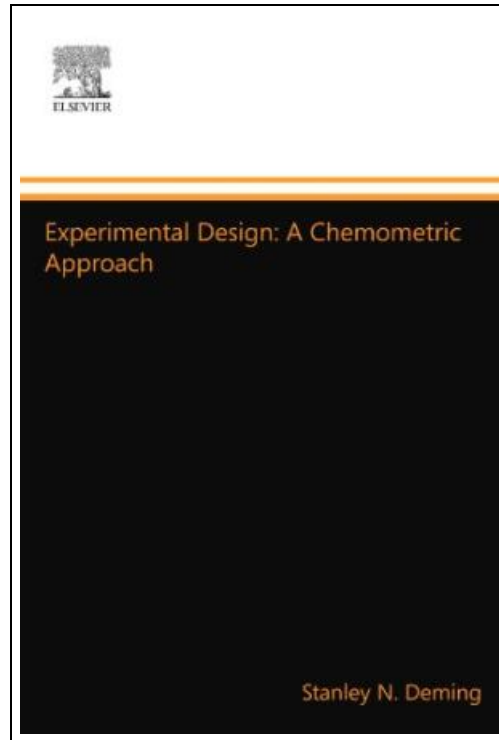 ELSEVIER
Experimental Design: A Chemometric
Approach
Stanley N. Deming